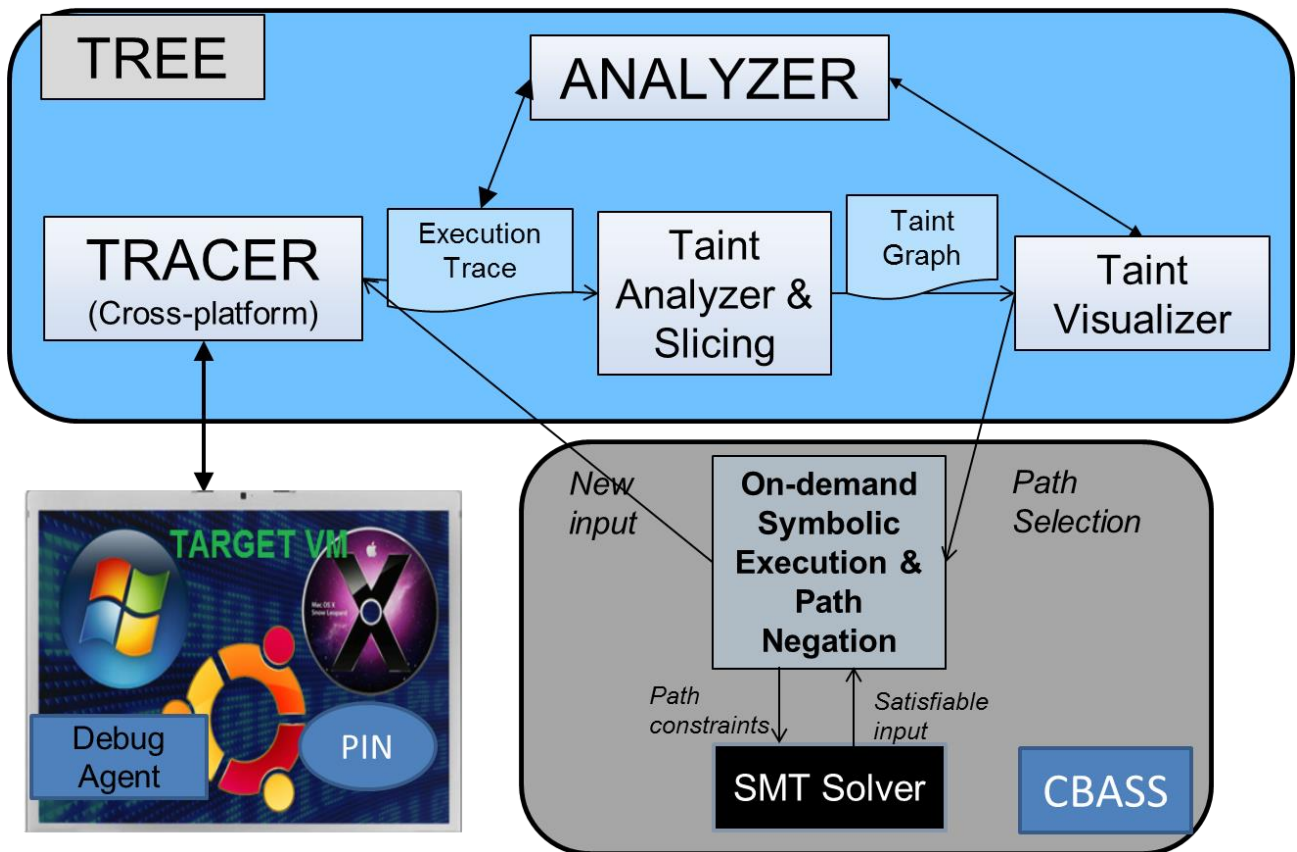 TREE
ANALYZER
TRACER
(Cross-platform)
Execution
Trace
Taint
Analyzer &
Slicing
Taint
Graph
Taint
Visualizer
TARGET VM
Mac OS X
Snow Leopard
Debug
Agent
PIN
New
input
On-demand
Symbolic
Execution &
Path
Negation
Path
Selection
Path
constraints
Satisfiable
input
SMT Solver
CBASS